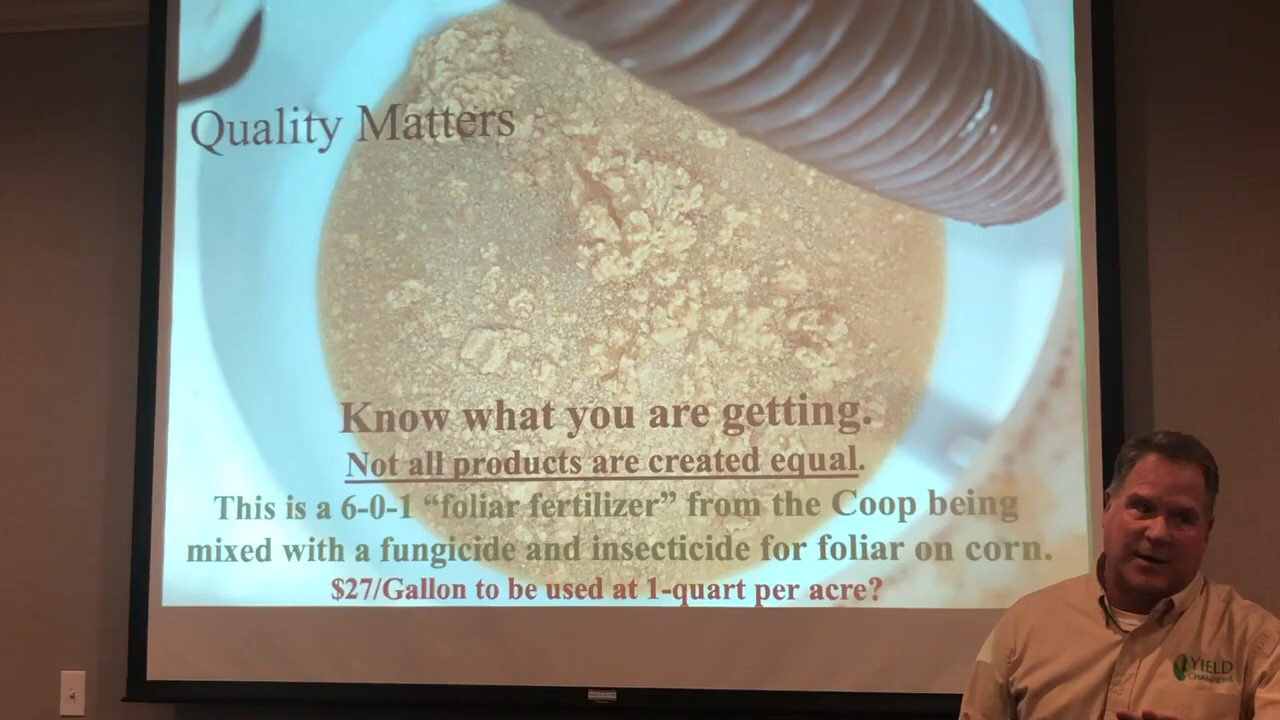 Quality Matters
Know what you are getting.
Not all products are created equal.
This is a 6-0-1 “foliar fertilizer” from the Coop being
mixed with a fungicide and insecticide for foliar on corn.
$27/Gallon to be used at 1-quart per acre?
YIELD